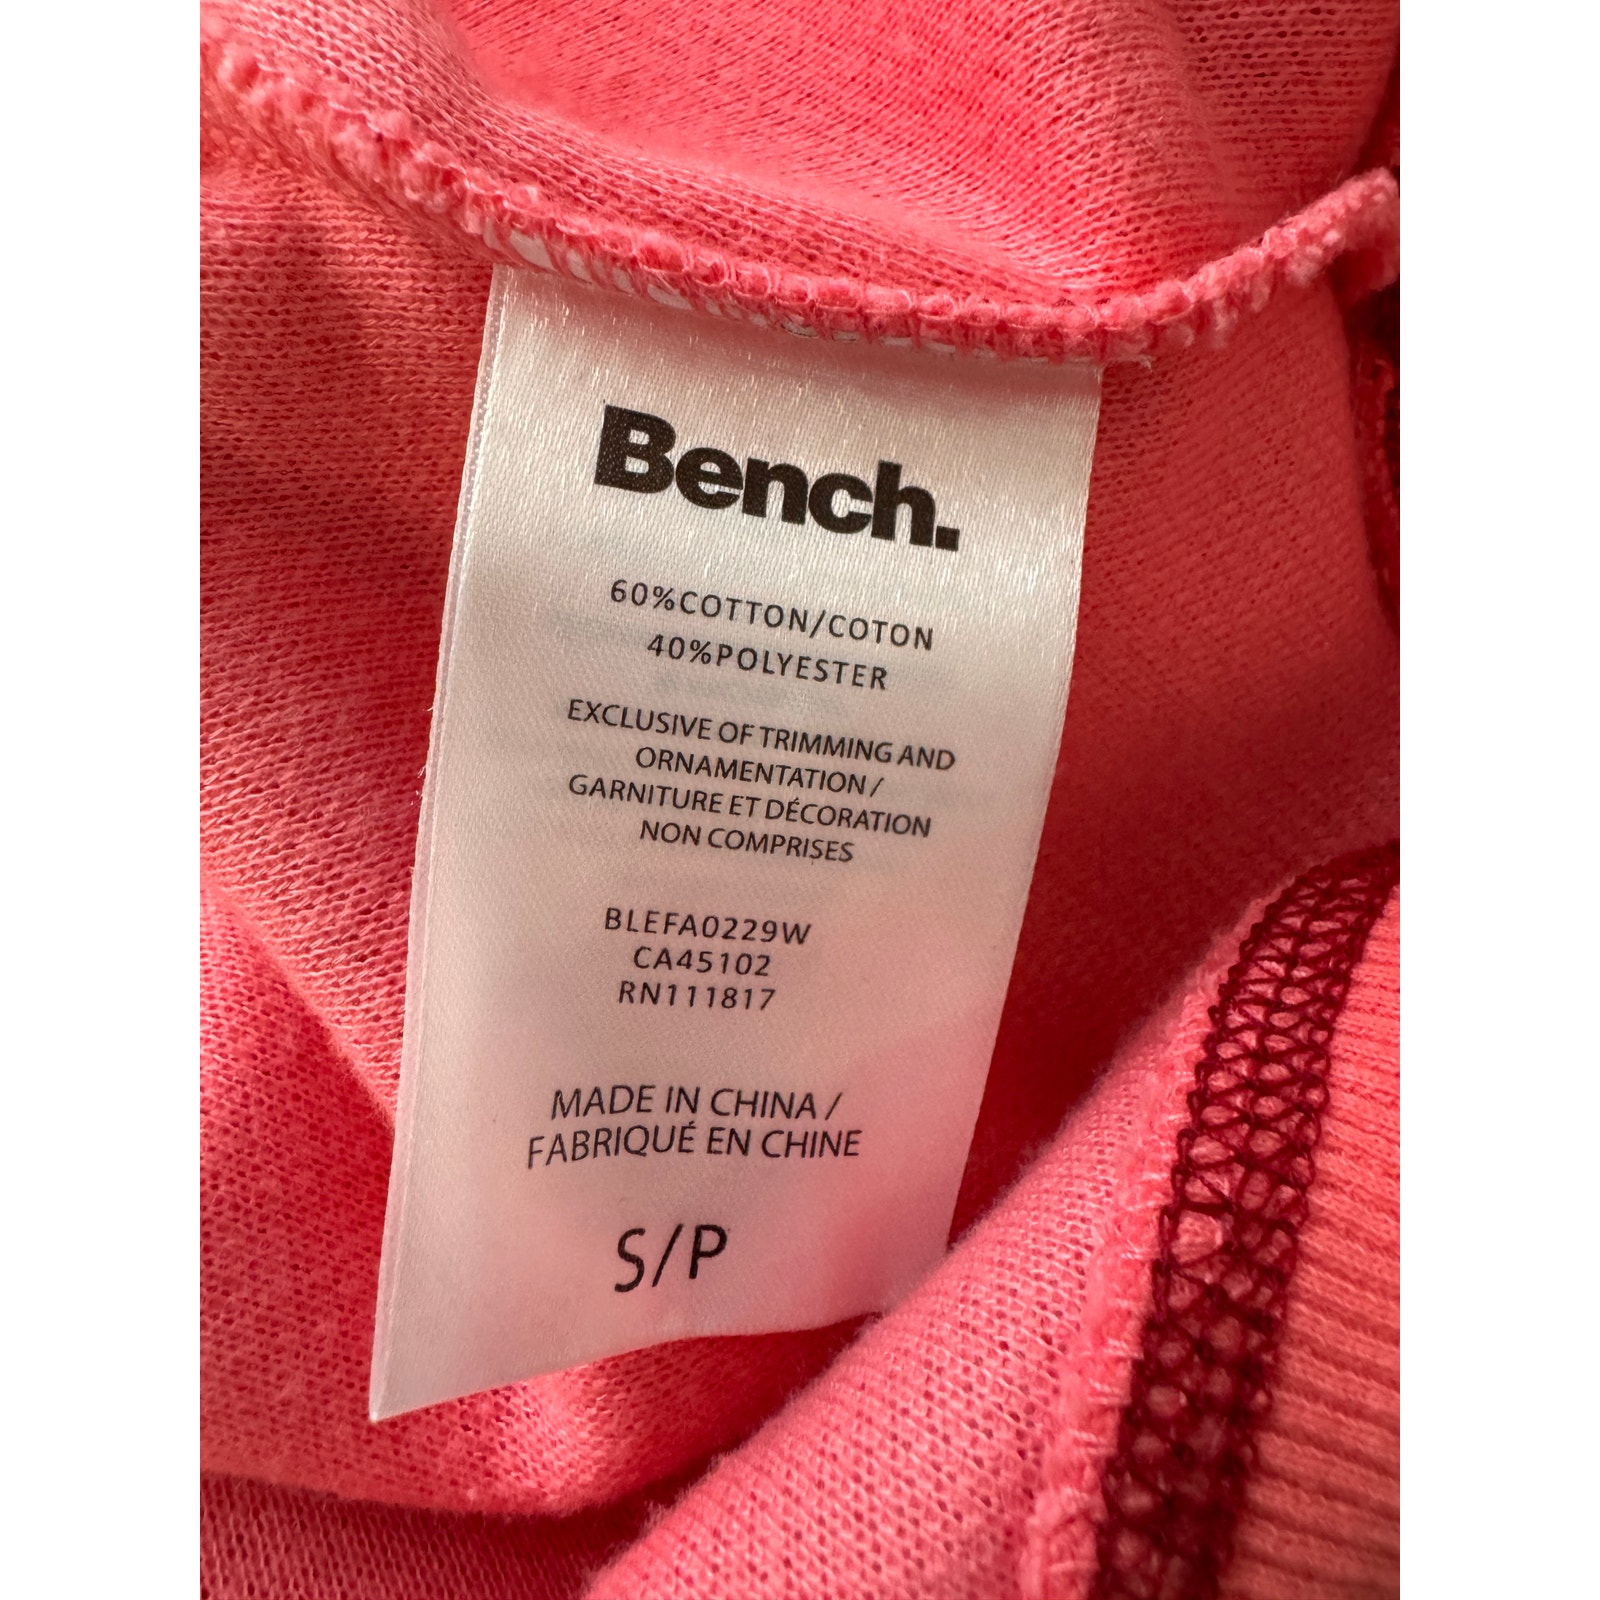 Bench.
60%COTTON/COTON
40%POLYESTER
EXCLUSIVE OF TRIMMING AND
ORNAMENTATION /
GARNITURE ET DÉCORATION
NON COMPRISES
BLEFA0229W
CA45102
RN111817
MADE IN CHINA /
FABRIQUÉ EN CHINE
S/P